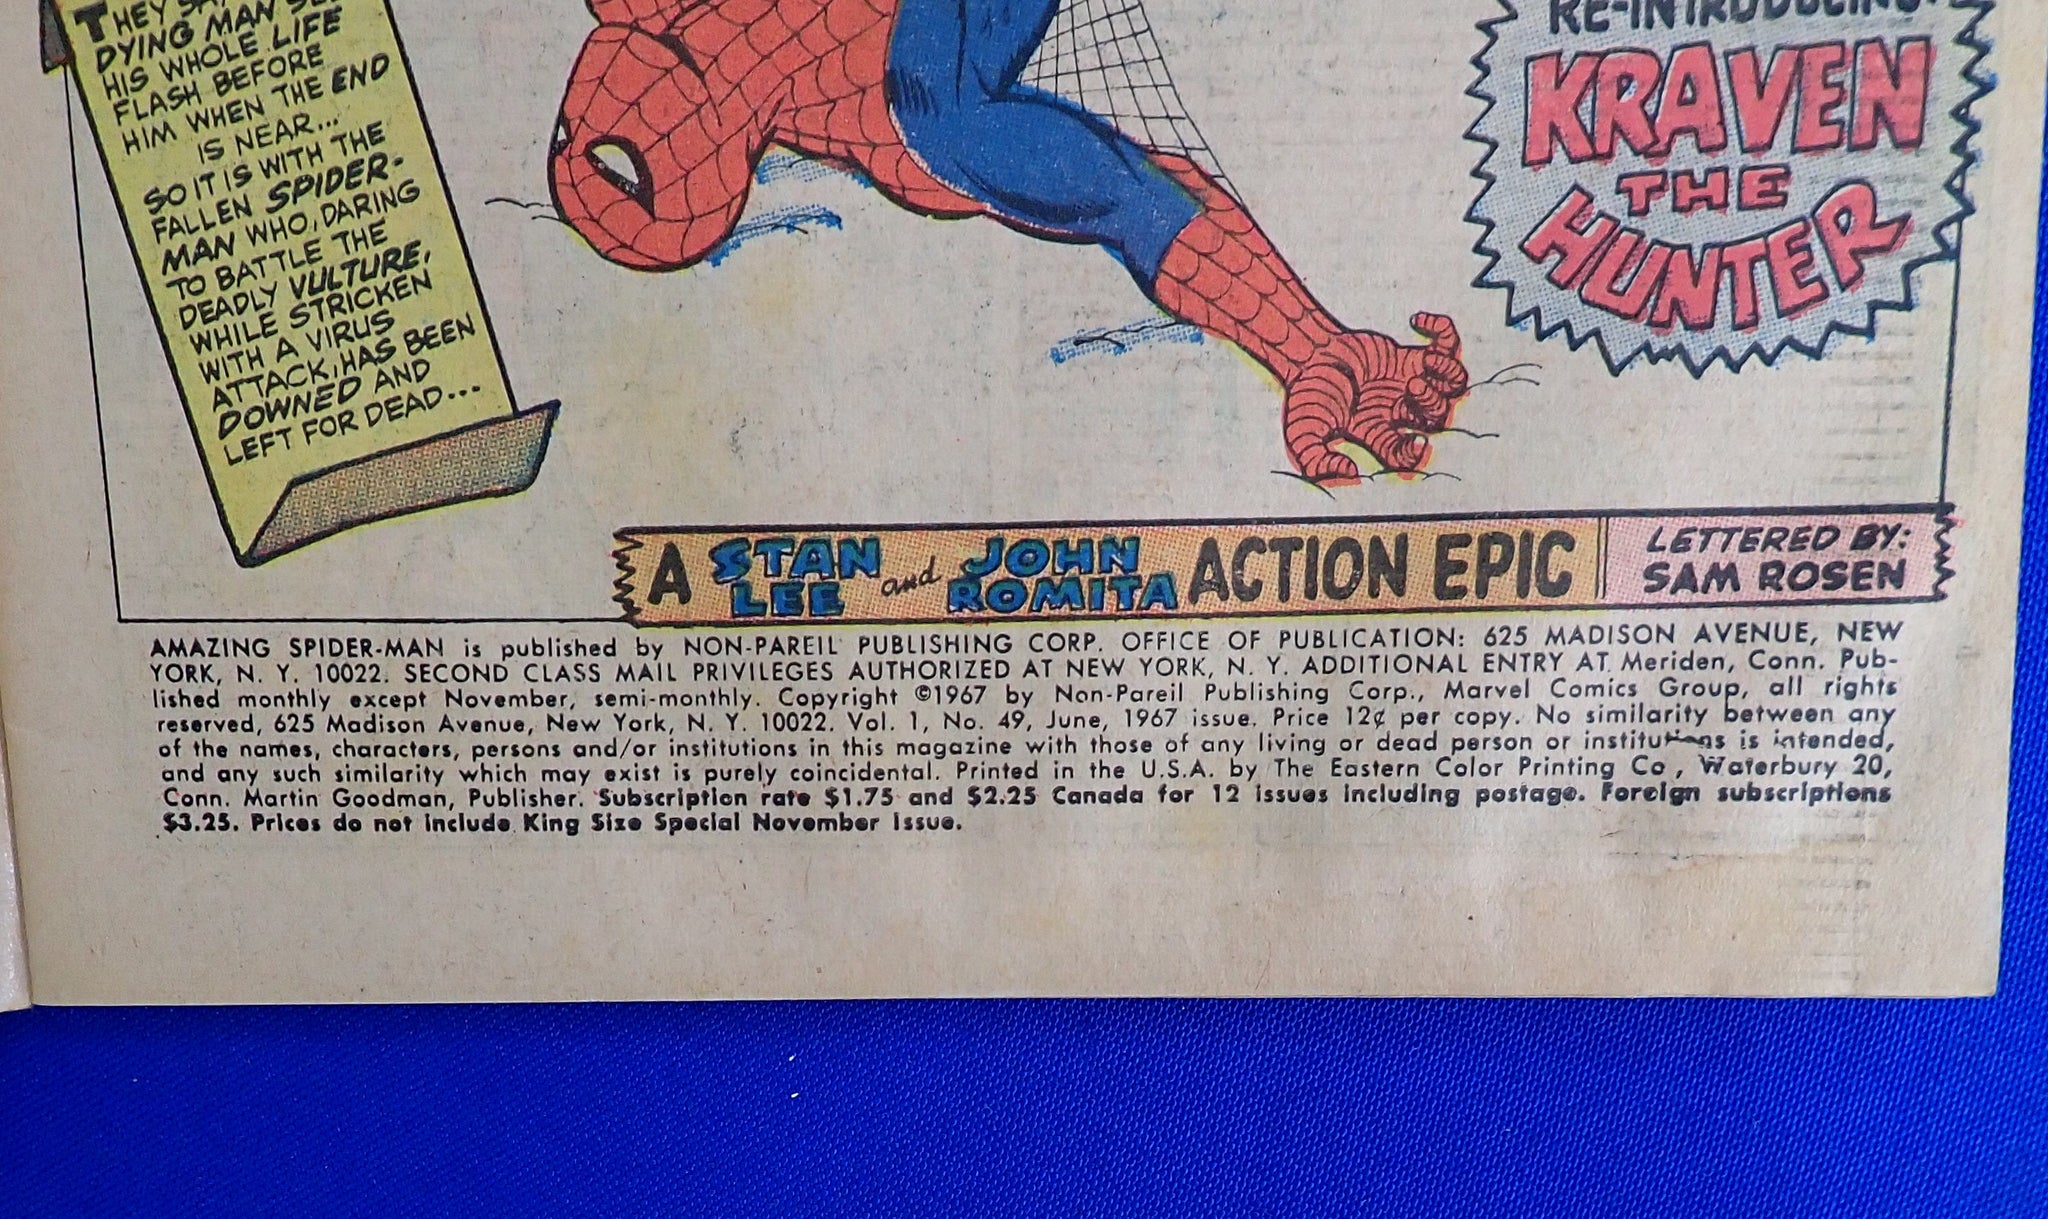 THEY
DYING MAN
HIS WHOLE LIFE
FLASH BEFORE
HIM WHEN THE END
IS NEAR...
SO IT IS WITH THE
FALLEN SPIDER-
MAN WHO, DARING
TO BATTLE THE
DEADLY VULTURE,
WHILE STRICKEN
WITH A VIRUS
ATTACK, HAS BEEN
DOWNED AND
LEFT FOR DEAD...
RE-INTRODUCING:
KRAVEN
THE
HUNTER
A STAN LEE and JOHN ROMITA ACTION EPIC
LETTERED BY:
SAM ROSEN
AMAZING SPIDER-MAN is published by NON-PAREIL PUBLISHING CORP. OFFICE OF PUBLICATION: 625 MADISON AVENUE, NEW
YORK, N. Y. 10022. SECOND CLASS MAIL PRIVILEGES AUTHORIZED AT NEW YORK, N. Y. ADDITIONAL ENTRY AT Meriden, Conn. Pub-
lished monthly except November, semi-monthly. Copyright ©1967 by Non-Pareil Publishing Corp., Marvel Comics Group, all rights
reserved, 625 Madison Avenue, New York, N. Y. 10022. Vol. 1, No. 49, June, 1967 issue. Price 12¢ per copy. No similarity between any
of the names, characters, persons and/or institutions in this magazine with those of any living or dead person or institutions is intended,
and any such similarity which may exist is purely coincidental. Printed in the U.S.A. by The Eastern Color Printing Co., Waterbury 20,
Conn. Martin Goodman, Publisher. Subscription rate $1.75 and $2.25 Canada for 12 issues including postage. Foreign subscriptions
$3.25. Prices do not include King Size Special November Issue.